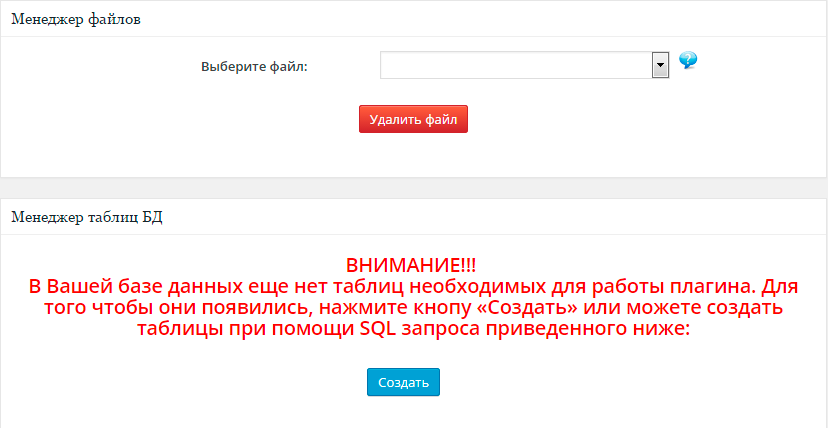 Менеджер файлов
Выберите файл:
Удалить файл
Менеджер таблиц БД
ВНИМАНИЕ!!!
В Вашей базе данных еще нет таблиц необходимых для работы плагина. Для
того чтобы они появились, нажмите кнопу «Создать» или можете создать
таблицы при помощи SQL запроса приведенного ниже:
Создать